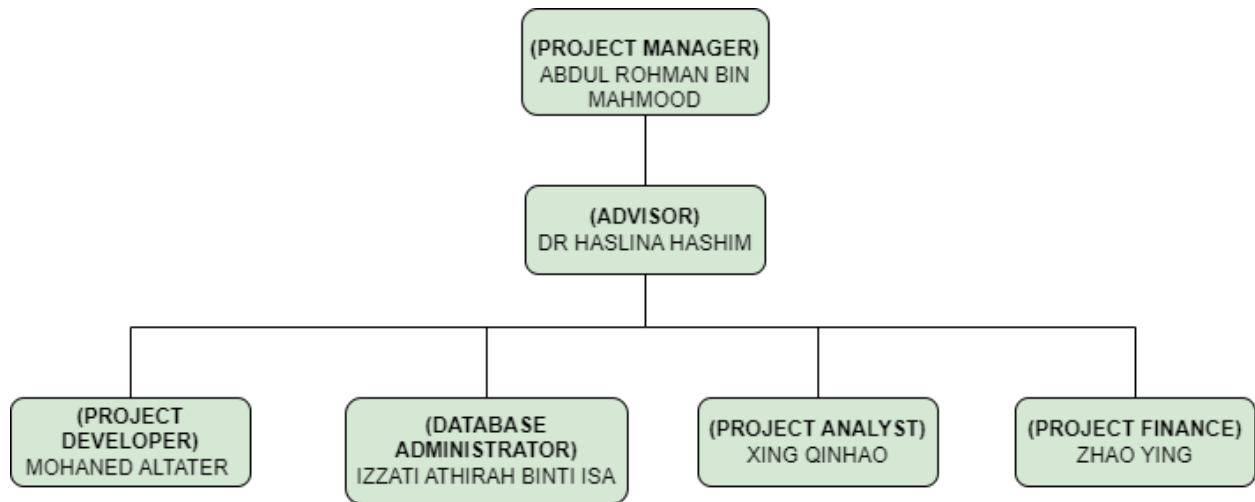 (PROJECT MANAGER)
ABDUL ROHMAN BIN
MAHMOOD
(ADVISOR)
DR HASLINA HASHIM
(PROJECT
DEVELOPER)
MOHANED ALTATER
(DATABASE
ADMINISTRATOR)
IZZATI ATHIRAH BINTI ISA
(PROJECT ANALYST)
XING QINHAO
(PROJECT FINANCE)
ZHAO YING